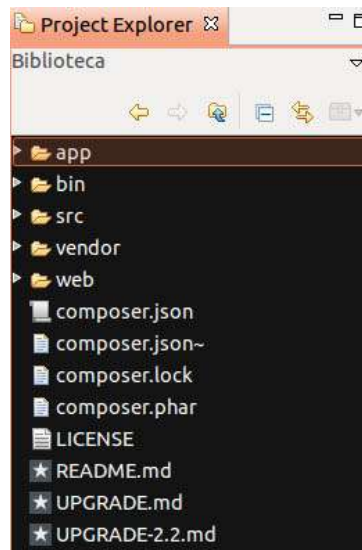 Project Explorer
Biblioteca
app
bin
src
vendor
web
composer.json
composer.json~
composer.lock
composer.phar
LICENSE
README.md
UPGRADE.md
UPGRADE-2.2.md